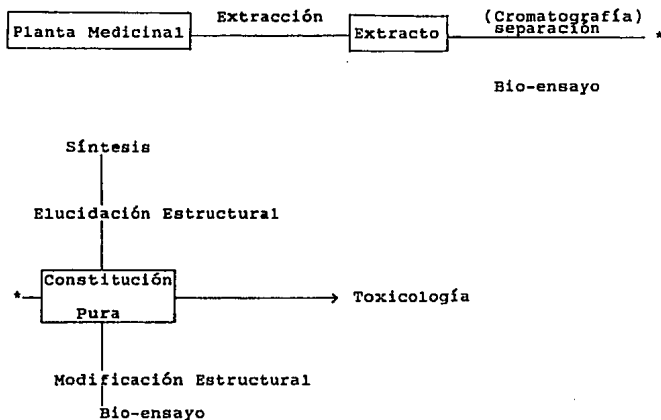 Extracción
(Cromatografía)
Planta Medicinal
Extracto
separación
*
Bio-ensayo
Síntesis
Elucidación Estructural
Constitución
*
Toxicología
Pura
Modificación Estructural
Bio-ensayo